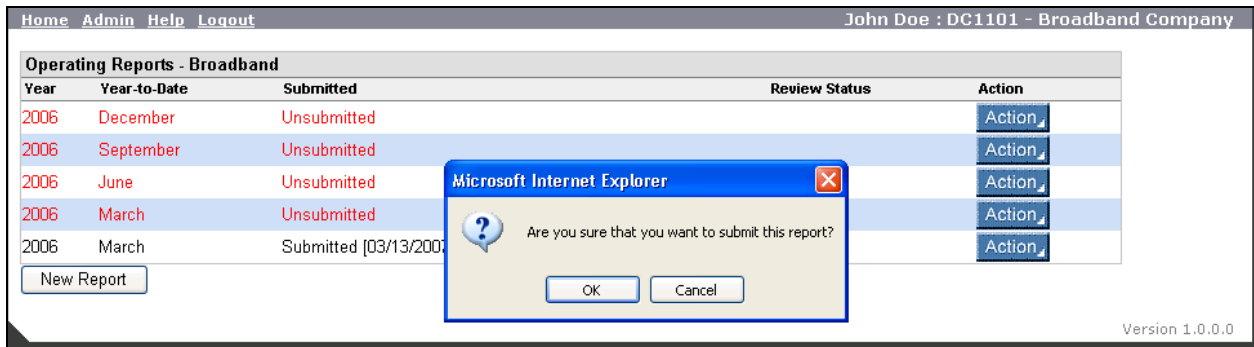 Home Admin Help Logout John Doe : DC1101 - Broadband Company
Operating Reports - Broadband
Year Year-to-Date Submitted Review Status Action
2006 December Unsubmitted Action
2006 September Unsubmitted Action
2006 June Unsubmitted Action
2006 March Unsubmitted Action
2006 March Submitted [03/13/2007 Action
New Report
Microsoft Internet Explorer
Are you sure that you want to submit this report?
OK Cancel
Version 1.0.0.0